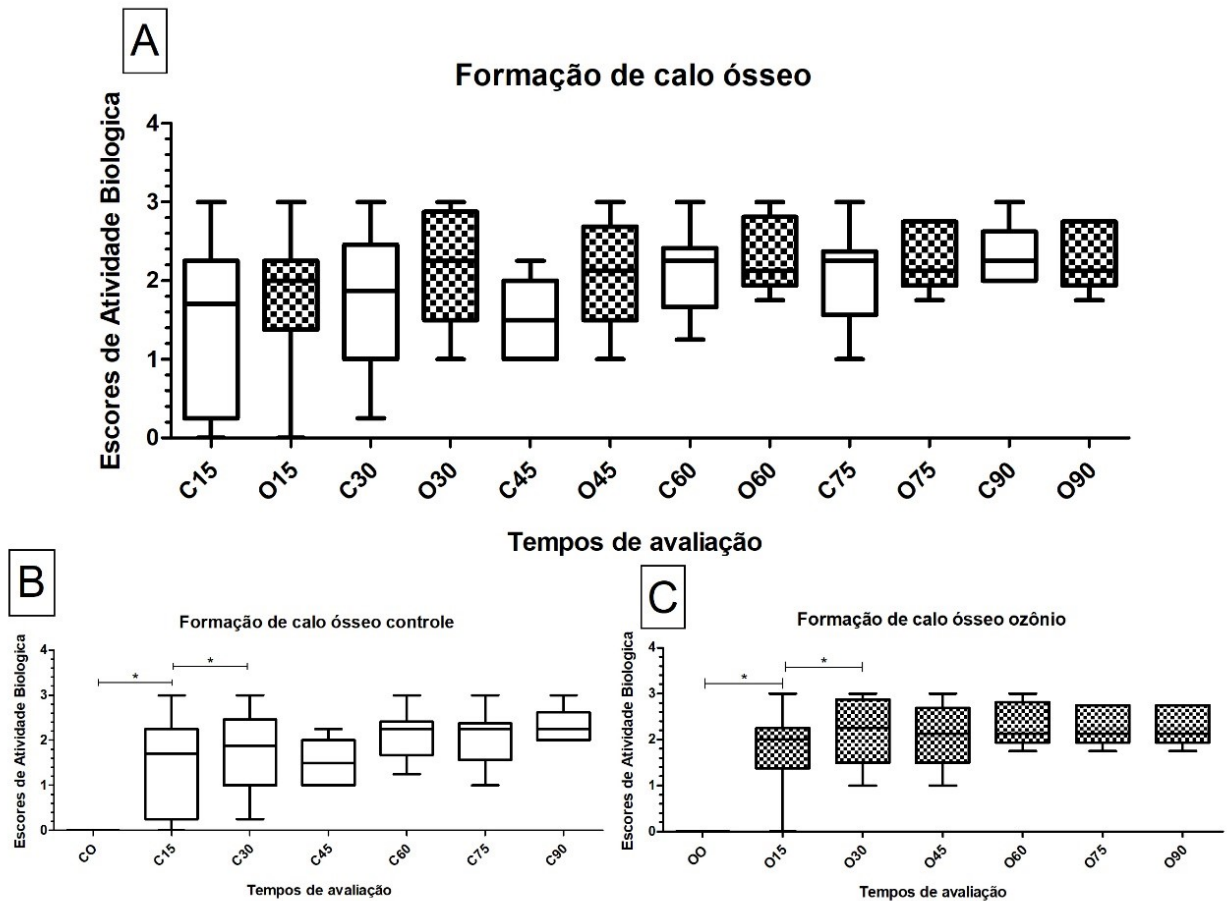 A
Formação de calo ósseo
Escores de Atividade Biologica
4
3
2
1
0
C15 O15 C30 O30 C45 O45 C60 O60 C75 O75 C90 O90
Tempos de avaliação
B
Formação de calo ósseo controle
Escores de Atividade Biologica
4
3
2
1
0
*
*
CO C15 C30 C45 C60 C75 C90
Tempos de avaliação
C
Formação de calo ósseo ozônio
Escores de Atividade Biologica
4
3
2
1
0
*
*
OO O15 O30 O45 O60 O75 O90
Tempos de avaliação